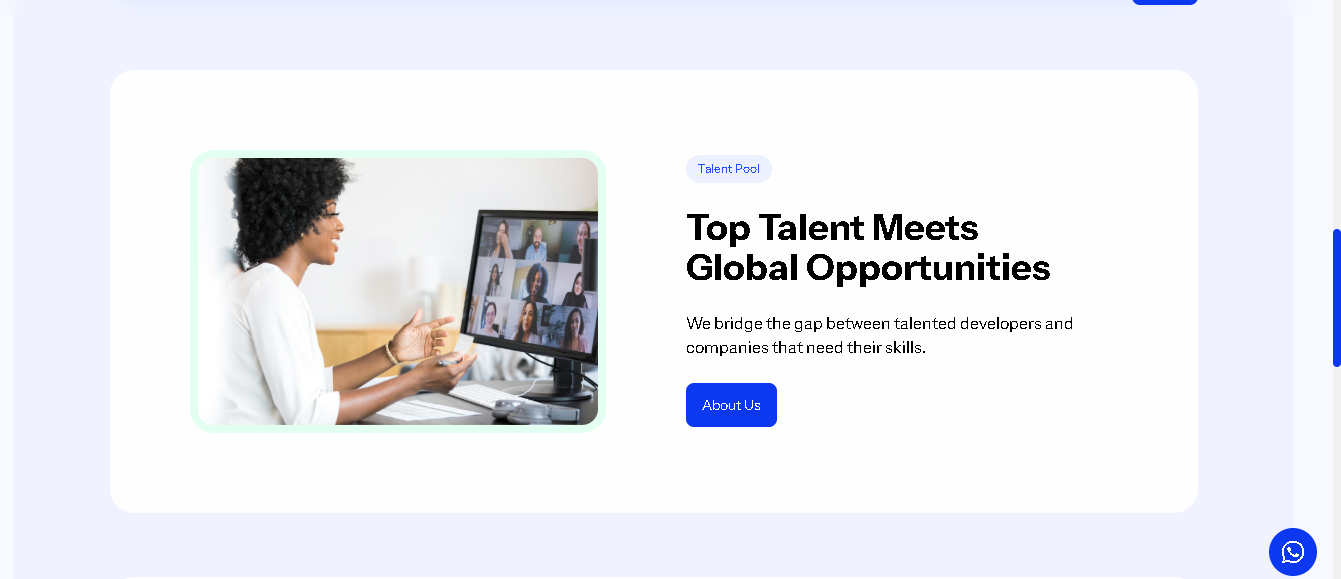 Talent Pool
Top Talent Meets
Global Opportunities
We bridge the gap between talented developers and
companies that need their skills.
About Us